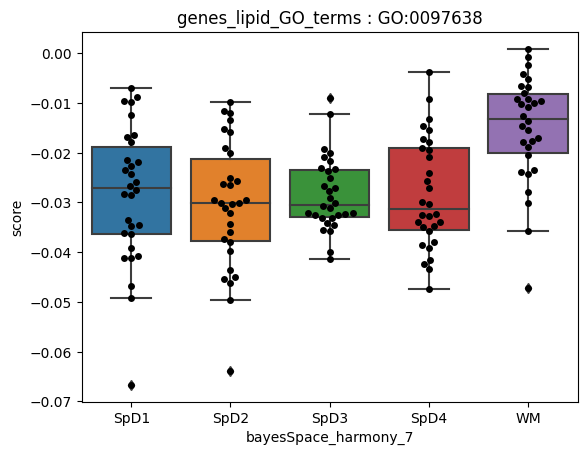 genes_lipid_GO_terms : GO:0097638
0.00
−0.01
−0.02
−0.03
−0.04
−0.05
−0.06
−0.07
score
SpD1 SpD2 SpD3 SpD4 WM
bayesSpace_harmony_7